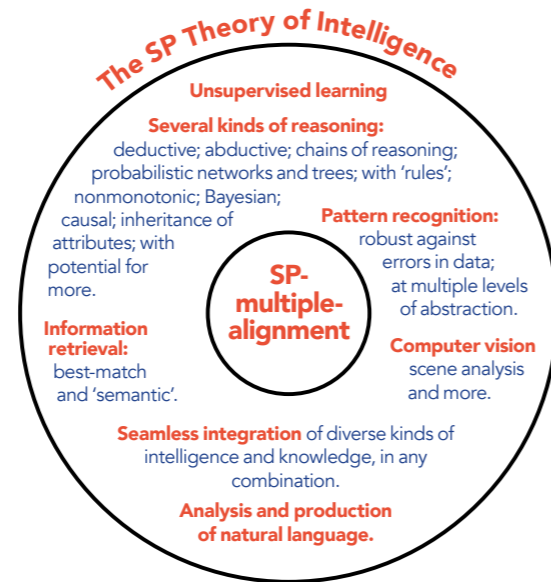 The SP Theory of Intelligence
Unsupervised learning
Several kinds of reasoning:
deductive; abductive; chains of reasoning;
probabilistic networks and trees; with ‘rules’;
nonmonotonic; Bayesian;
causal; inheritance of
attributes; with
potential for
more.
Pattern recognition:
robust against
errors in data;
at multiple levels
of abstraction.
SP-
multiple-
alignment
Information
retrieval:
best-match
and ‘semantic’.
Computer vision
scene analysis
and more.
Seamless integration of diverse kinds of
intelligence and knowledge, in any
combination.
Analysis and production
of natural language.